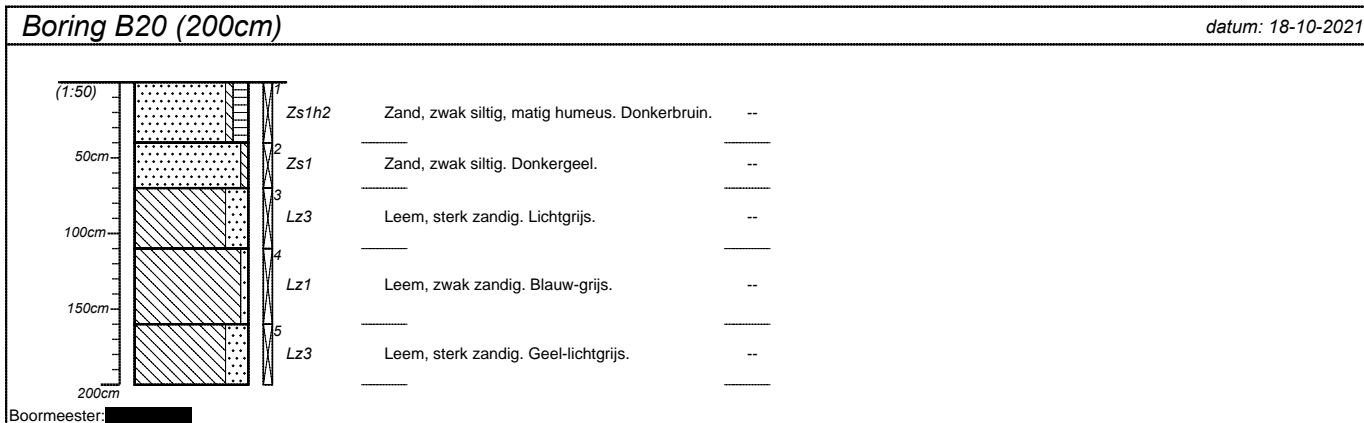 Boring B20 (200cm) datum: 18-10-2021
(1:50)
1
Zs1h2 Zand, zwak siltig, matig humeus. Donkerbruin. --
50cm
2
Zs1 Zand, zwak siltig. Donkergeel. --
3
Lz3 Leem, sterk zandig. Lichtgrijs. --
100cm
4
Lz1 Leem, zwak zandig. Blauw-grijs. --
150cm
5
Lz3 Leem, sterk zandig. Geel-lichtgrijs. --
200cm
Boormeester: